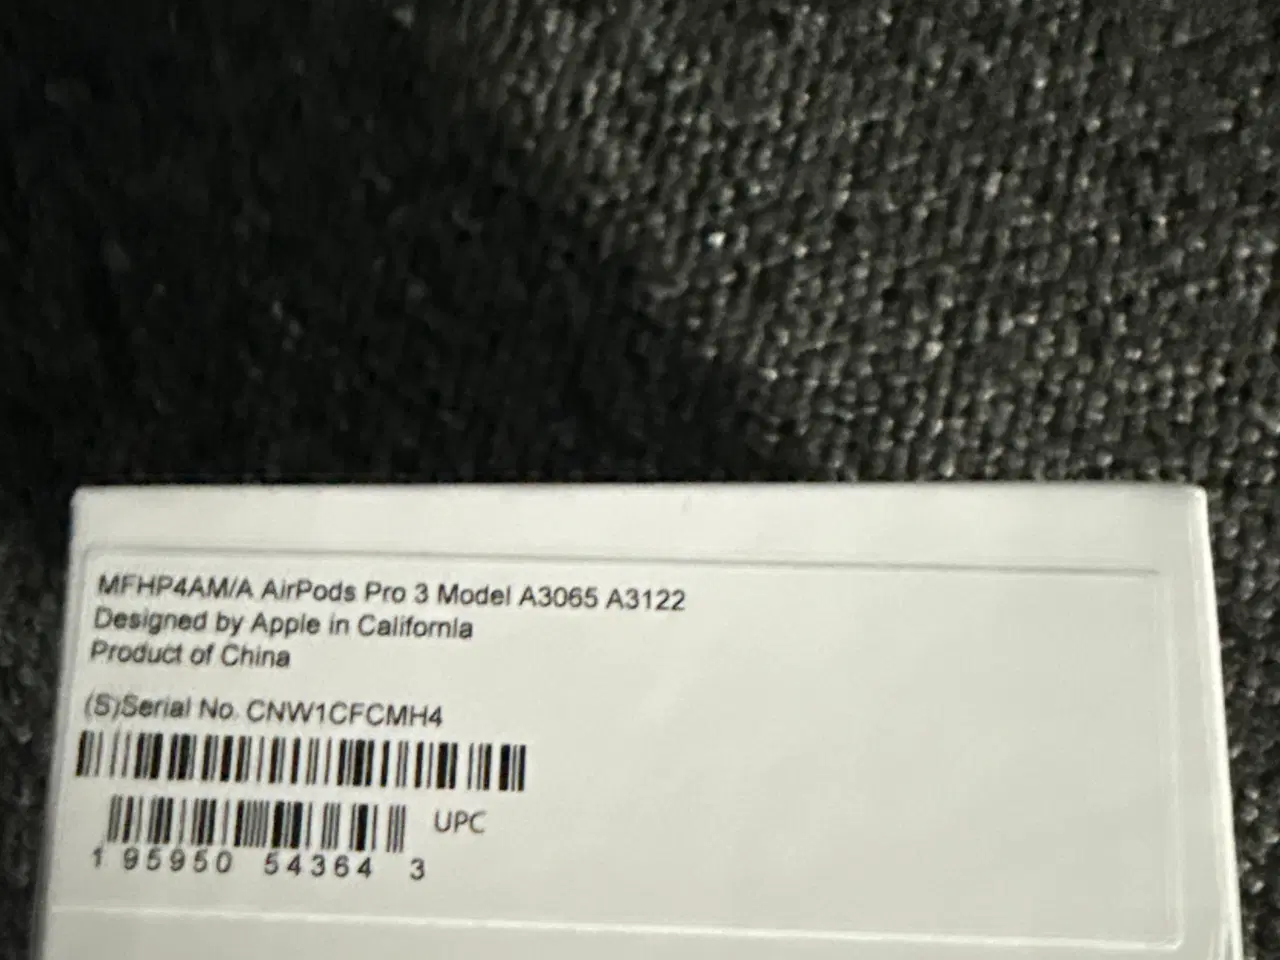 MFHP4AM/A AirPods Pro 3 Model A3065 A3122
Designed by Apple in California
Product of China
(S)Serial No. CNW1CFCMH4
UPC
1 95950 54364 3